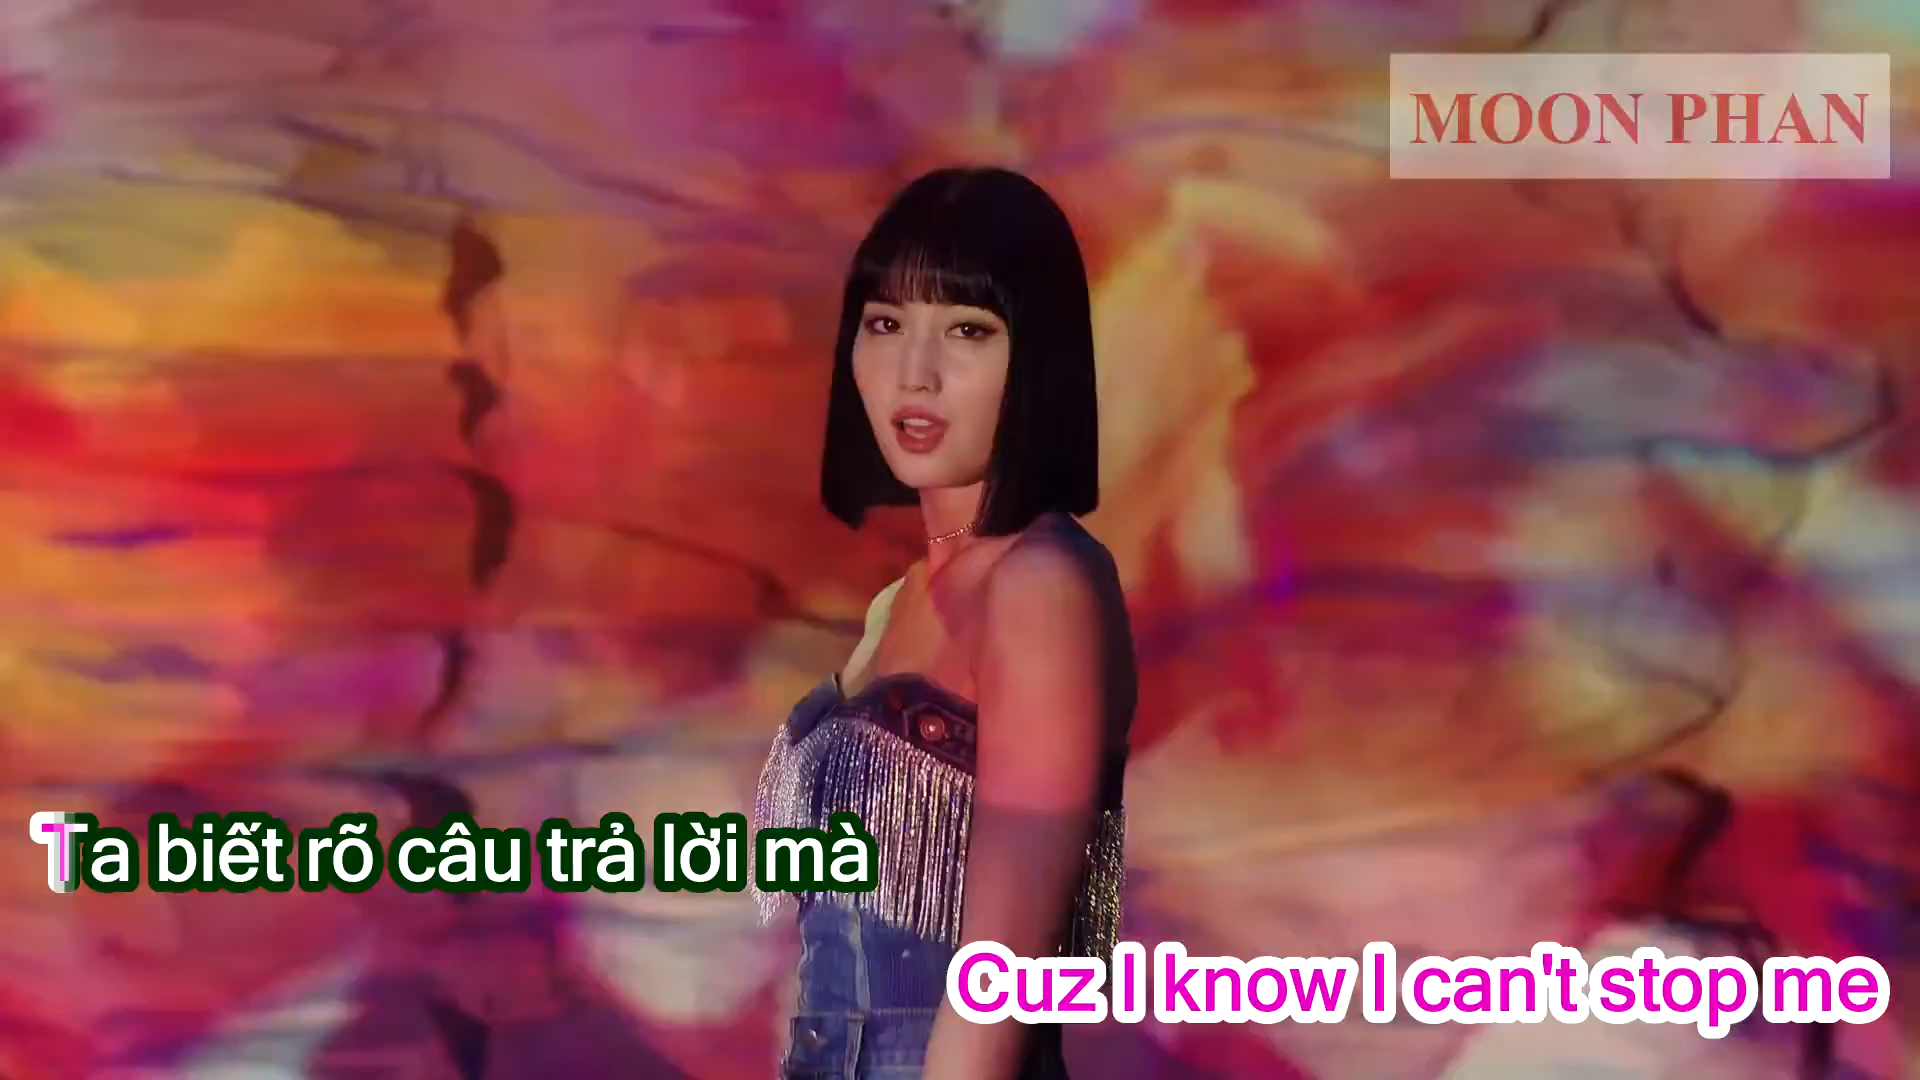 MOON PHAN
Ta biết rõ câu trả lời mà
Cuz I know I can't stop me